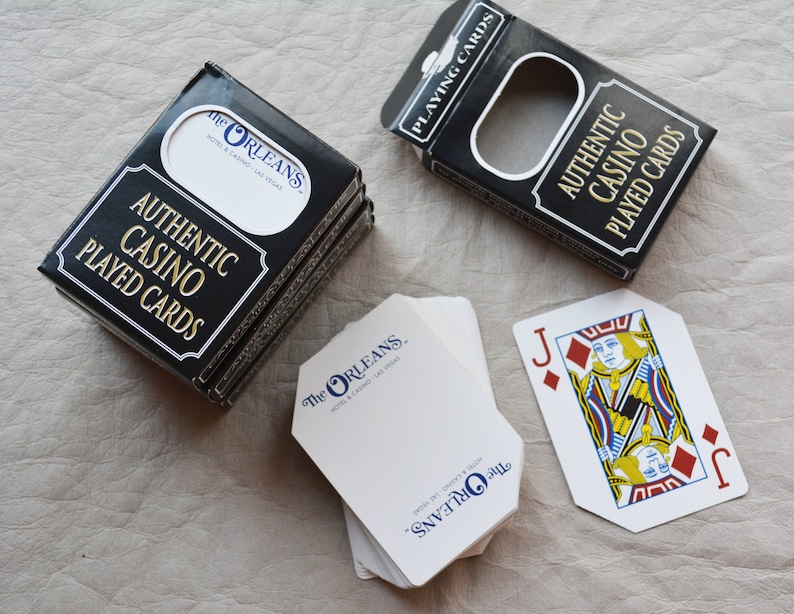 The ORLEANS
HOTEL & CASINO • LAS VEGAS
AUTHENTIC
CASINO
PLAYED CARDS
PLAYING CARDS
AUTHENTIC
CASINO
PLAYED CARDS
The ORLEANS
HOTEL & CASINO • LAS VEGAS
The ORLEANS
HOTEL & CASINO • LAS VEGAS
J
J